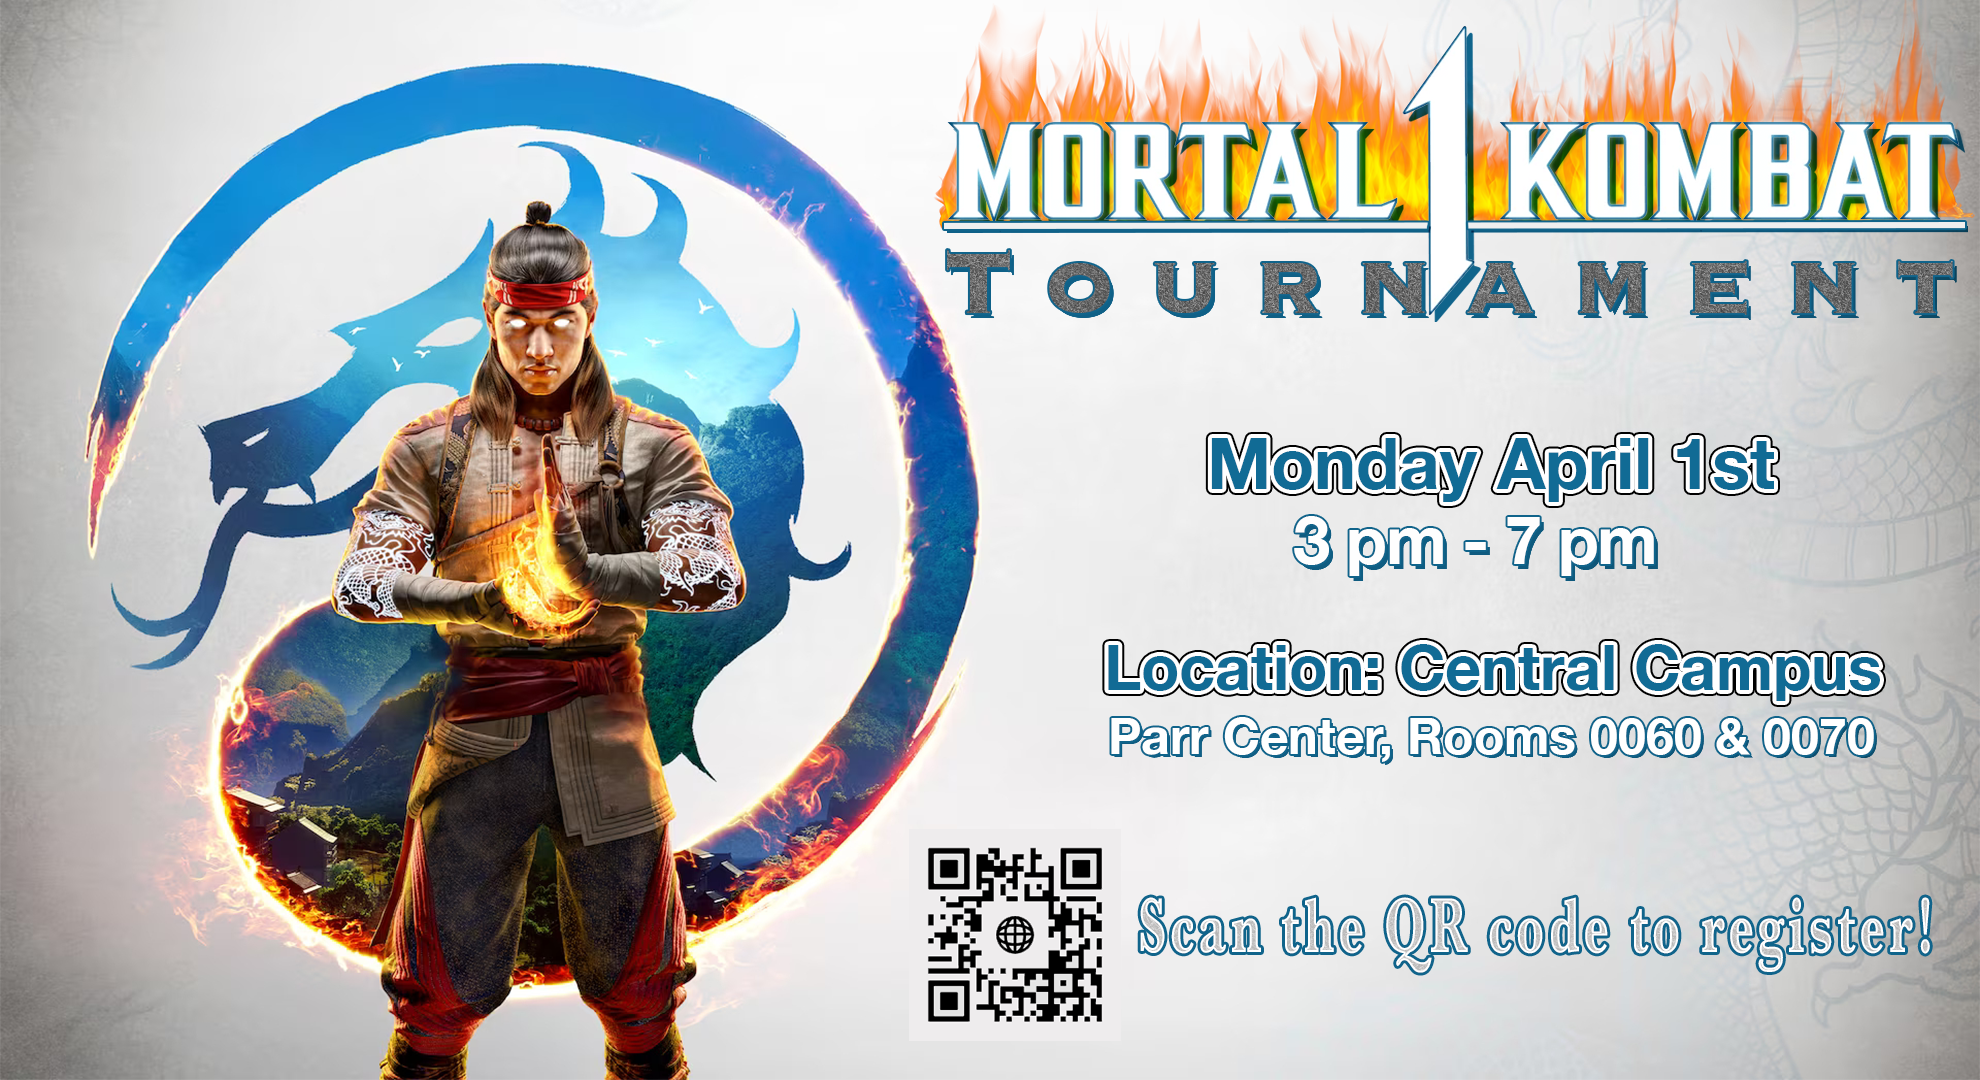 MORTAL 1 KOMBAT
TOURNAMENT
Monday April 1st
3 pm - 7 pm
Location: Central Campus
Parr Center, Rooms 0060 & 0070
Scan the QR code to register!